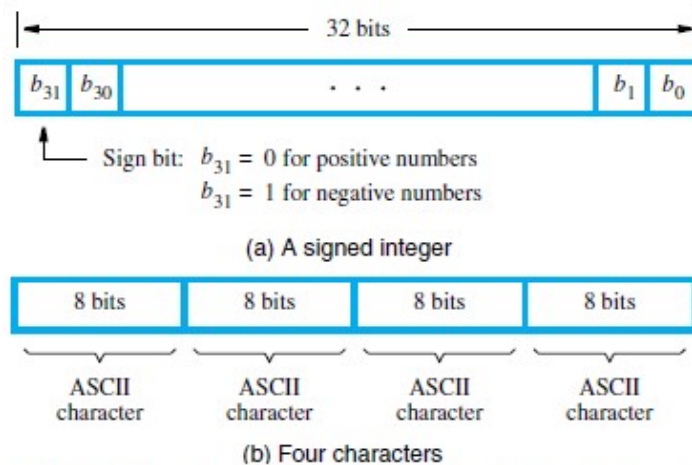 32 bits
b31 b30 . . . b1 b0
Sign bit: b31 = 0 for positive numbers
b31 = 1 for negative numbers
(a) A signed integer
8 bits 8 bits 8 bits 8 bits
ASCII ASCII ASCII ASCII
character character character character
(b) Four characters